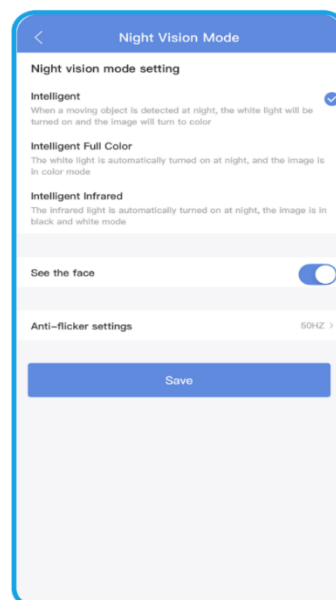 Night Vision Mode
Night vision mode setting
Intelligent
When a moving object is detected at night, the white light will be
turned on and the image will turn to color
Intelligent Full Color
The white light is automatically turned on at night, and the image is
in color mode
Intelligent Infrared
The infrared light is automatically turned on at night, the image is in
black and white mode
See the face
Anti-flicker settings 50HZ >
Save